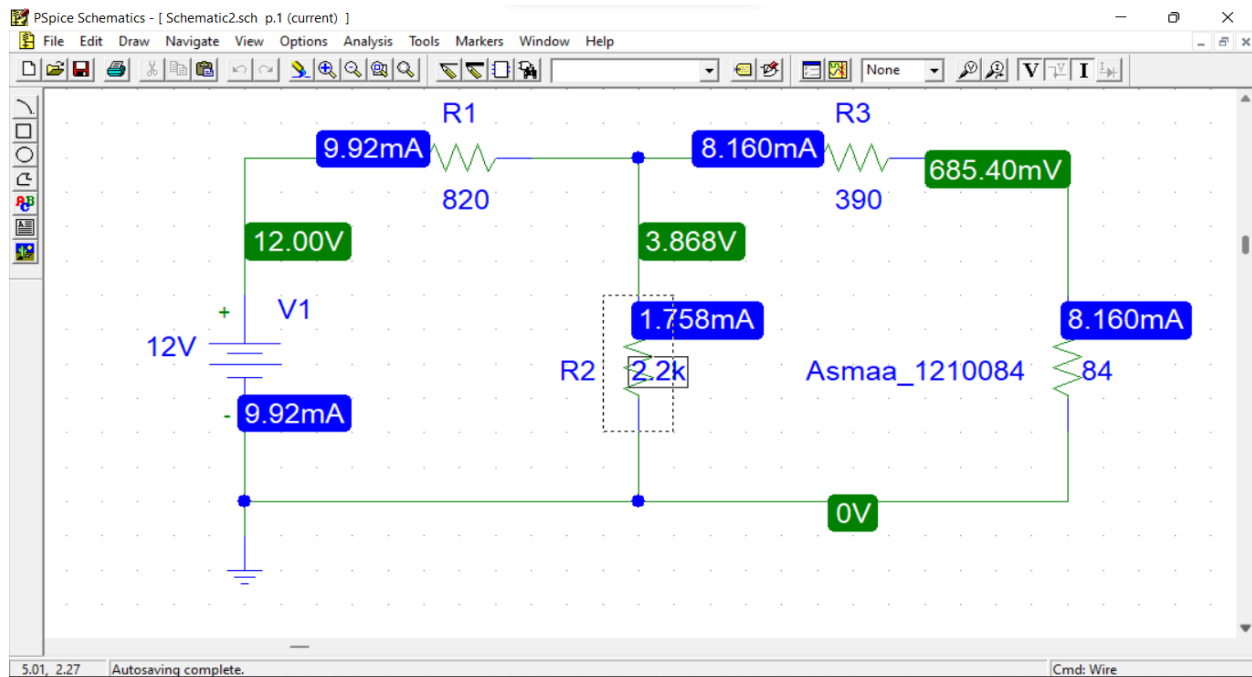 PSpice Schematics - [ Schematic2.sch p.1 (current) ]
File Edit Draw Navigate View Options Analysis Tools Markers Window Help
None V I
R1 R3
9.92mA 8.160mA 685.40mV
820 390
12.00V 3.868V
+ V1 1.758mA 8.160mA
12V R2 2.2k Asmaa_1210084 84
- 9.92mA
0V
5.01, 2.27 Autosaving complete. Cmd: Wire